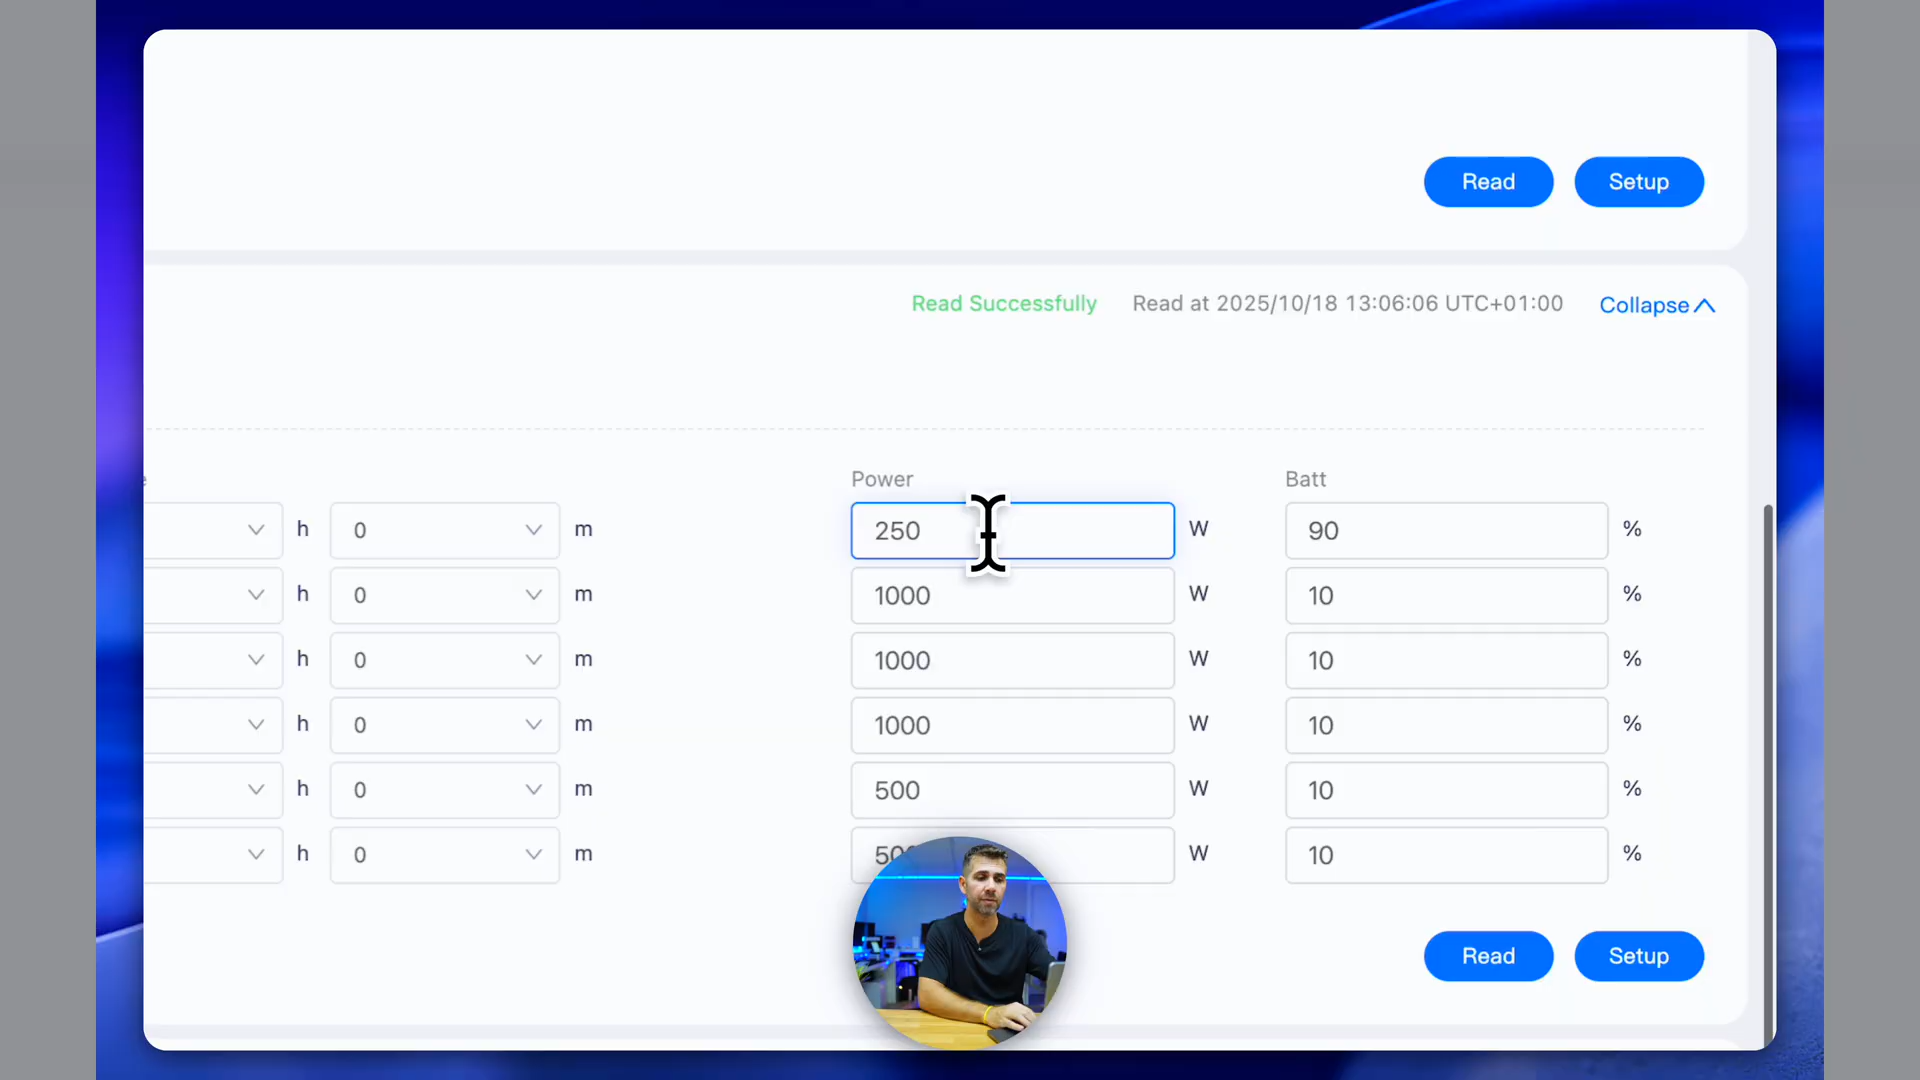 Read Setup
Read Successfully Read at 2025/10/18 13:06:06 UTC+01:00 Collapse
Power Batt
h 0 m 250 W 90 %
h 0 m 1000 W 10 %
h 0 m 1000 W 10 %
h 0 m 1000 W 10 %
h 0 m 500 W 10 %
h 0 m W 10 %
Read Setup